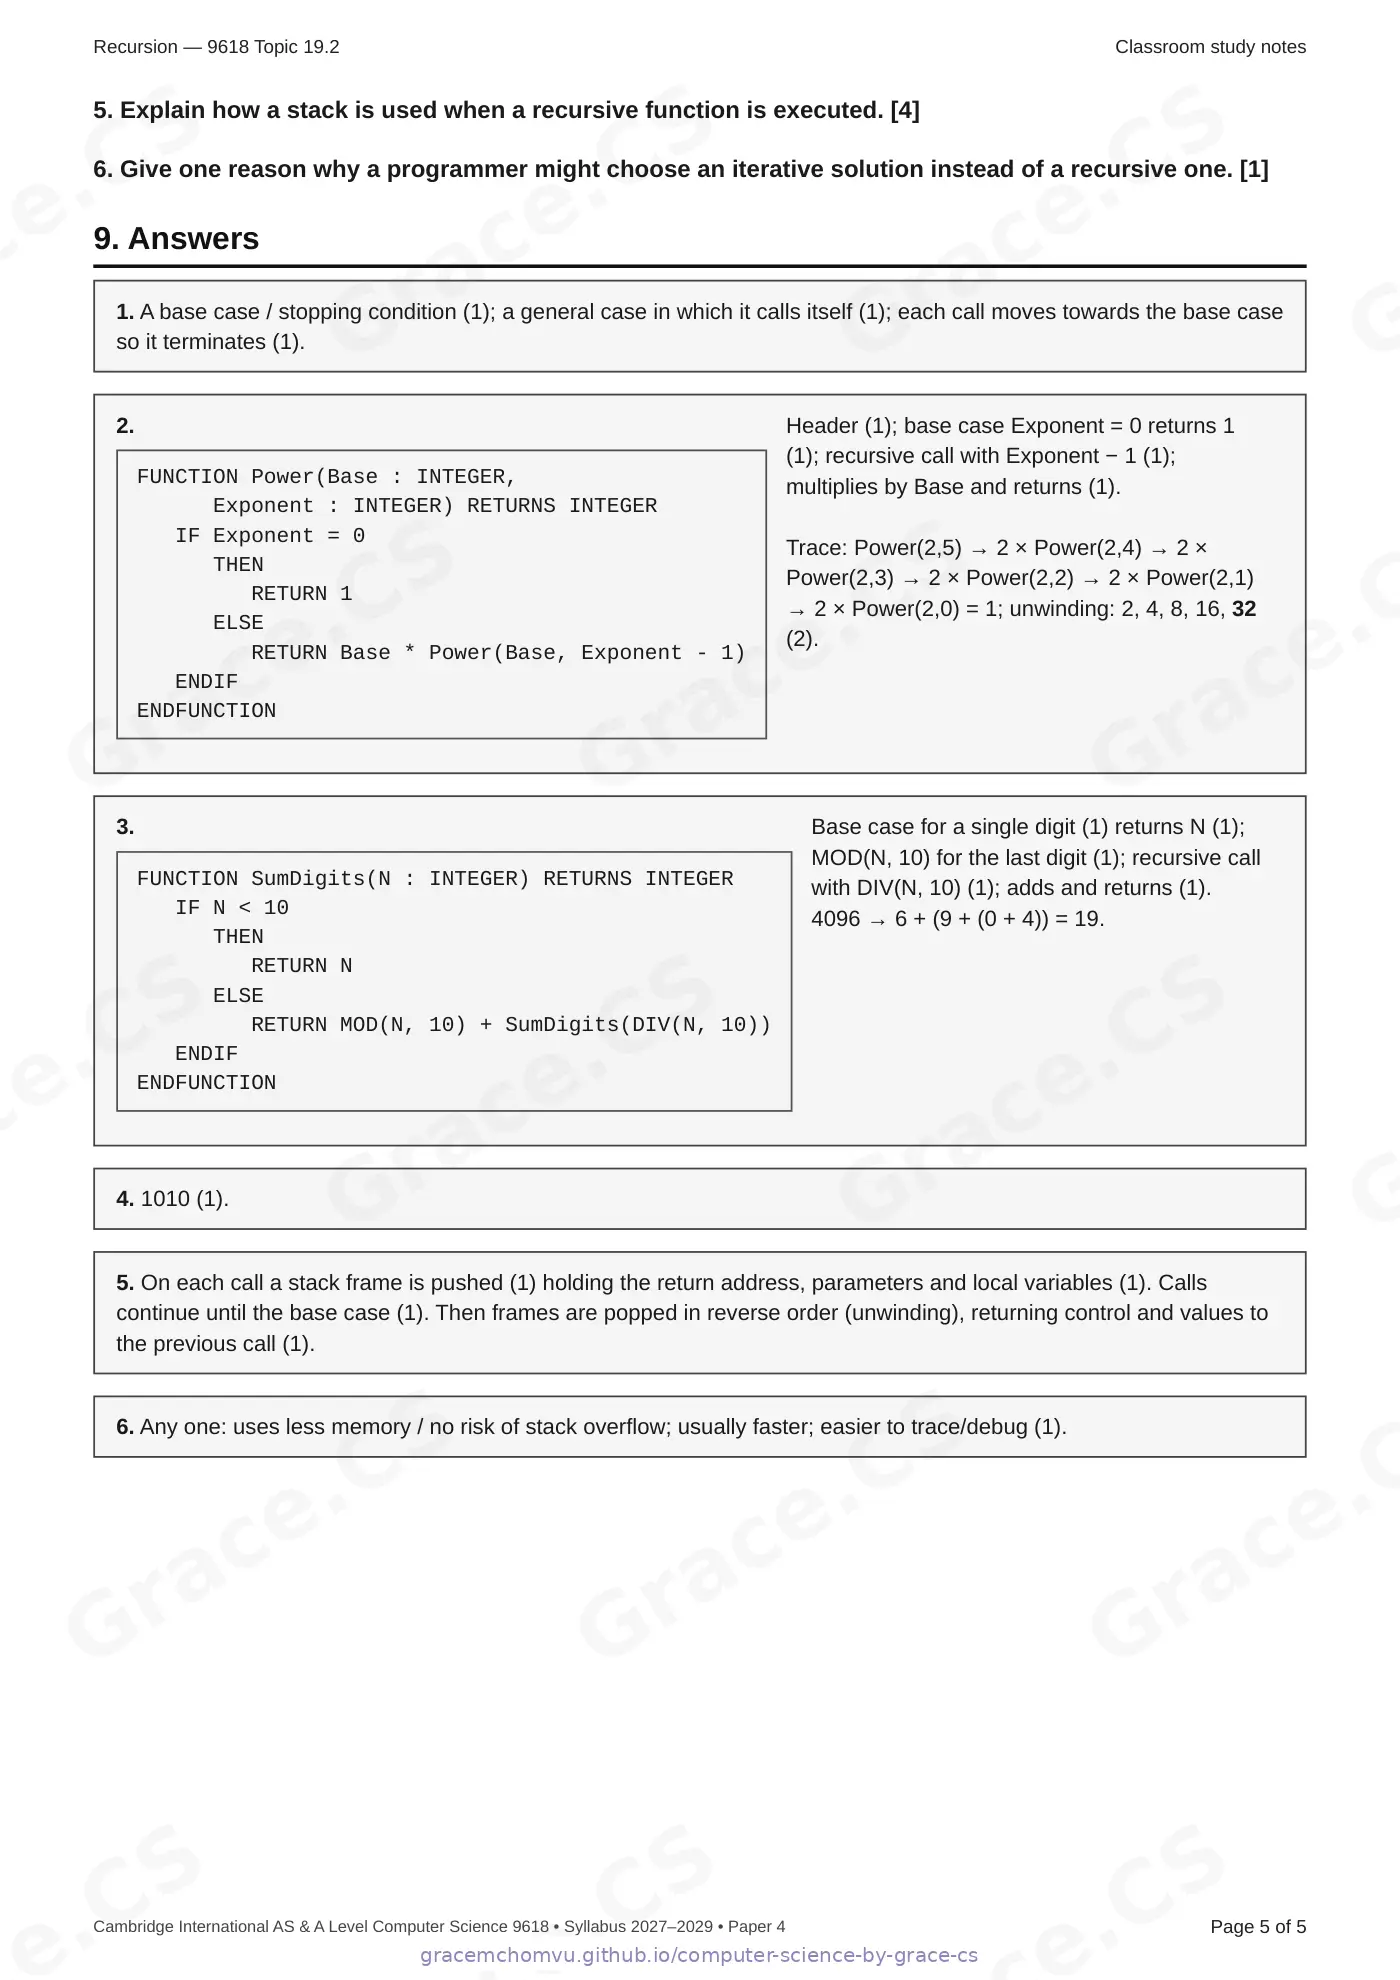 Recursion — 9618 Topic 19.2
Classroom study notes
5. Explain how a stack is used when a recursive function is executed. [4]
6. Give one reason why a programmer might choose an iterative solution instead of a recursive one. [1]
9. Answers
1. A base case / stopping condition (1); a general case in which it calls itself (1); each call moves towards the base case
so it terminates (1).
2.
FUNCTION Power(Base : INTEGER,
      Exponent : INTEGER) RETURNS INTEGER
   IF Exponent = 0
      THEN
         RETURN 1
      ELSE
         RETURN Base * Power(Base, Exponent - 1)
   ENDIF
ENDFUNCTION
Header (1); base case Exponent = 0 returns 1
(1); recursive call with Exponent − 1 (1);
multiplies by Base and returns (1).
Trace: Power(2,5) → 2 × Power(2,4) → 2 ×
Power(2,3) → 2 × Power(2,2) → 2 × Power(2,1)
→ 2 × Power(2,0) = 1; unwinding: 2, 4, 8, 16, 32
(2).
3.
FUNCTION SumDigits(N : INTEGER) RETURNS INTEGER
   IF N < 10
      THEN
         RETURN N
      ELSE
         RETURN MOD(N, 10) + SumDigits(DIV(N, 10))
   ENDIF
ENDFUNCTION
Base case for a single digit (1) returns N (1);
MOD(N, 10) for the last digit (1); recursive call
with DIV(N, 10) (1); adds and returns (1).
4096 → 6 + (9 + (0 + 4)) = 19.
4. 1010 (1).
5. On each call a stack frame is pushed (1) holding the return address, parameters and local variables (1). Calls
continue until the base case (1). Then frames are popped in reverse order (unwinding), returning control and values to
the previous call (1).
6. Any one: uses less memory / no risk of stack overflow; usually faster; easier to trace/debug (1).
Cambridge International AS & A Level Computer Science 9618 • Syllabus 2027–2029 • Paper 4
Page 5 of 5
gracemchomvu.github.io/computer-science-by-grace-cs
Grace.CS